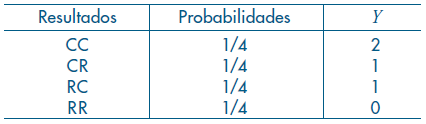 Resultados Probabilidades Y
CC 1/4 2
CR 1/4 1
RC 1/4 1
RR 1/4 0